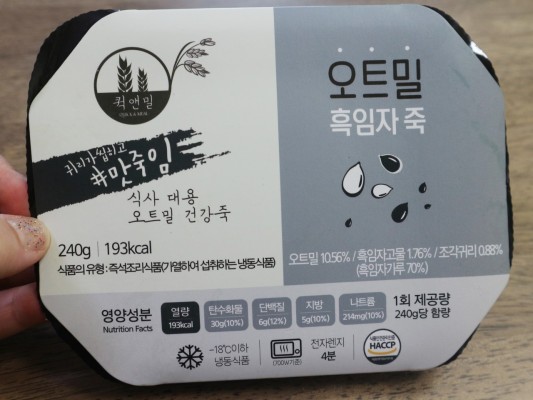 퀵앤밀
오트밀
흑임자 죽
귀리가 씹히고
#맛죽임
식사 대용
오트밀 건강죽
240g | 193kcal
식품의 유형 : 즉석조리식품(가열하여 섭취하는 냉동식품)
오트밀 10.56% / 흑임자고물 1.76% / 조각귀리 0.88%
(흑임자가루 70%)
영양성분
Nutrition Facts
열량
193kcal
탄수화물
30g(10%)
단백질
6g(12%)
지방
5g(10%)
나트륨
214mg(10%)
1회 제공량
240g당 함량
-18℃이하
냉동식품
(700W기준)
전자렌지
4분
HACCP